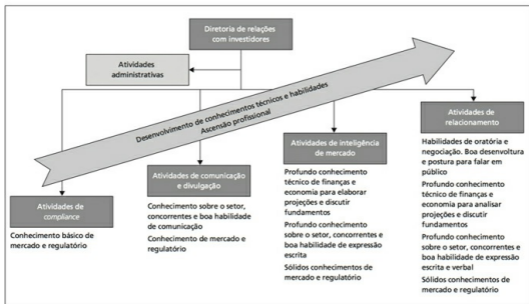 Diretoria de relações
com investidores
Atividades
administrativas
Desenvolvimento de conhecimentos técnicos e habilidades
Ascensão profissional
Atividades de
compliance
Conhecimento básico de
mercado e regulatório
Atividades de comunicação
e divulgação
Conhecimento sobre o setor,
concorrentes e boa habilidade
de comunicação
Conhecimento de mercado e
regulatório
Atividades de inteligência
de mercado
Profundo conhecimento
técnico de finanças e
economia para elaborar
projeções e discutir
fundamentos
Profundo conhecimento
sobre o setor, concorrentes e
boa habilidade de expressão
escrita
Sólidos conhecimentos de
mercado e regulatório
Atividades de
relacionamento
Habilidades de oratória e
negociação. Boa desenvoltura
e postura para falar em
público
Profundo conhecimento
técnico de finanças e
economia para analisar
projeções e discutir
fundamentos
Profundo conhecimento
sobre o setor, concorrentes e
boa habilidade de expressão
escrita e verbal
Sólidos conhecimentos de
mercado e regulatório